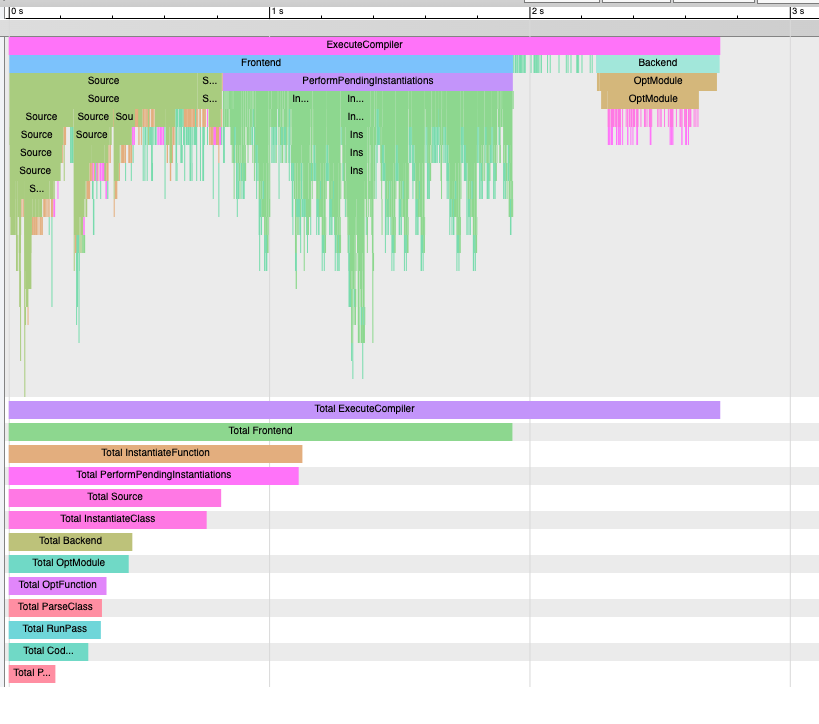 0 s 1 s 2 s 3 s
ExecuteCompiler
Frontend Backend
Source S... PerformPendingInstantiations OptModule
Source S... In... In... OptModule
Source Source Sou In...
Source Source Ins
Source Ins
Source Ins
S...
Total ExecuteCompiler
Total Frontend
Total InstantiateFunction
Total PerformPendingInstantiations
Total Source
Total InstantiateClass
Total Backend
Total OptModule
Total OptFunction
Total ParseClass
Total RunPass
Total Cod...
Total P...